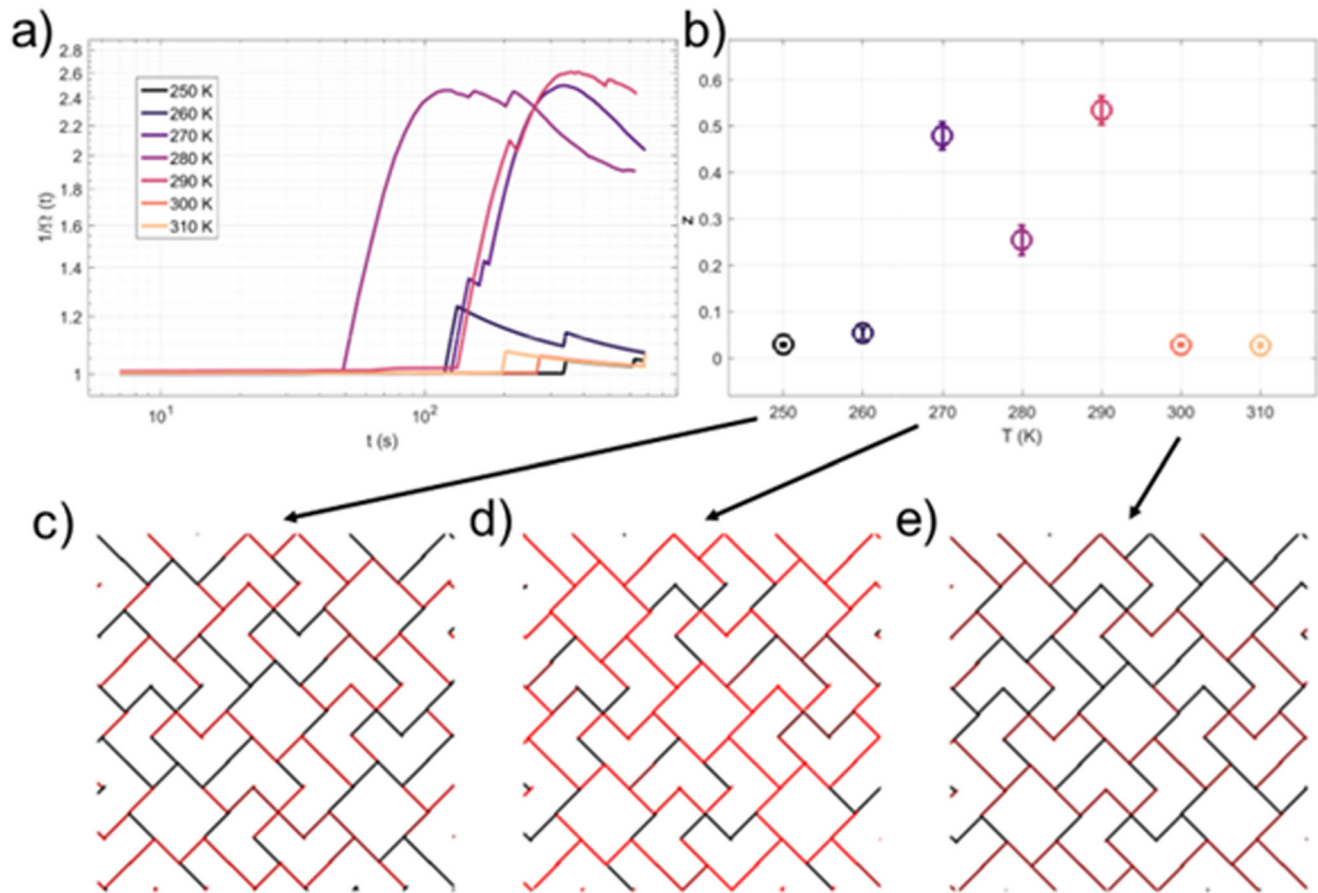 a)
2.8
2.6
2.4
2.2
2
1.8
1.6
1.4
1.2
1
1/Ω (t)
250 K
260 K
270 K
280 K
290 K
300 K
310 K
10¹
10²
t (s)
b)
0.6
0.5
0.4
0.3
0.2
0.1
0
z
250
260
270
280
290
300
310
T (K)
c)
d)
e)